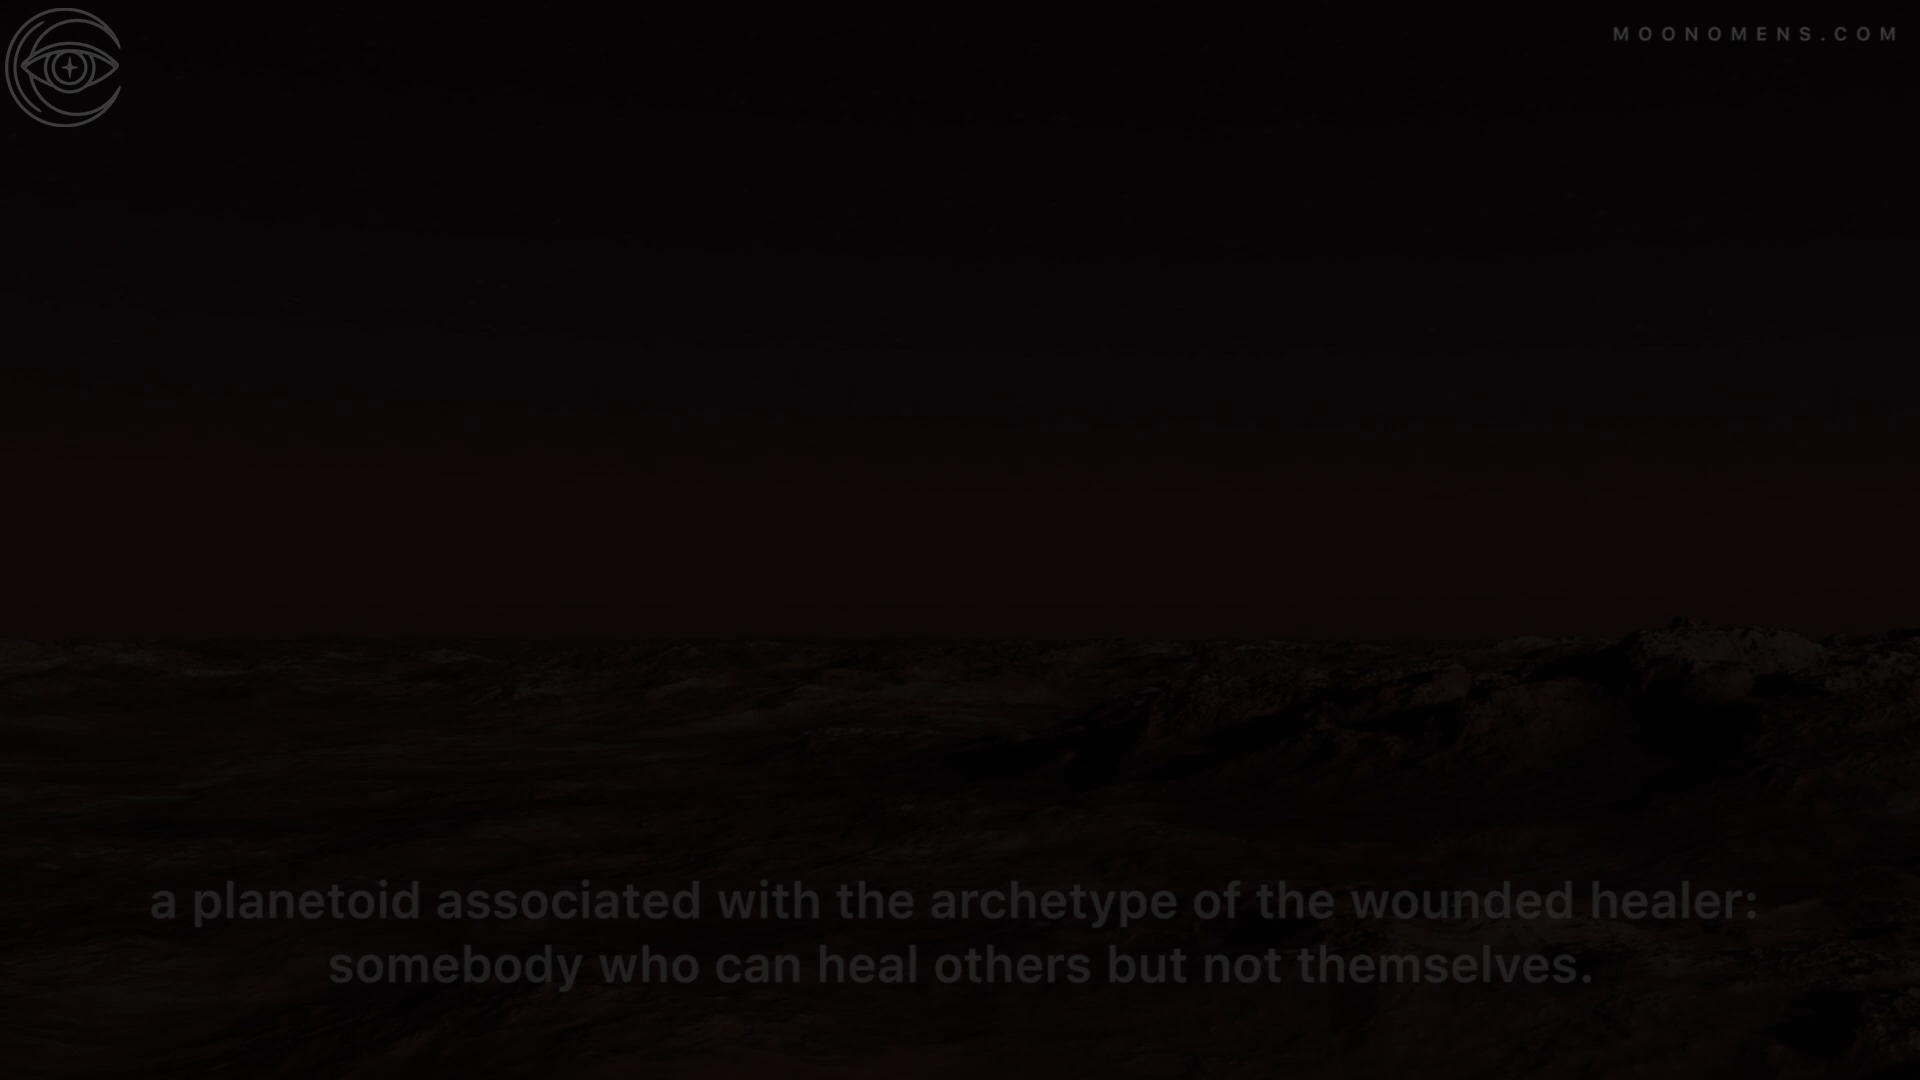 MOONOMENS.COM
a planetoid associated with the archetype of the wounded healer:
somebody who can heal others but not themselves.